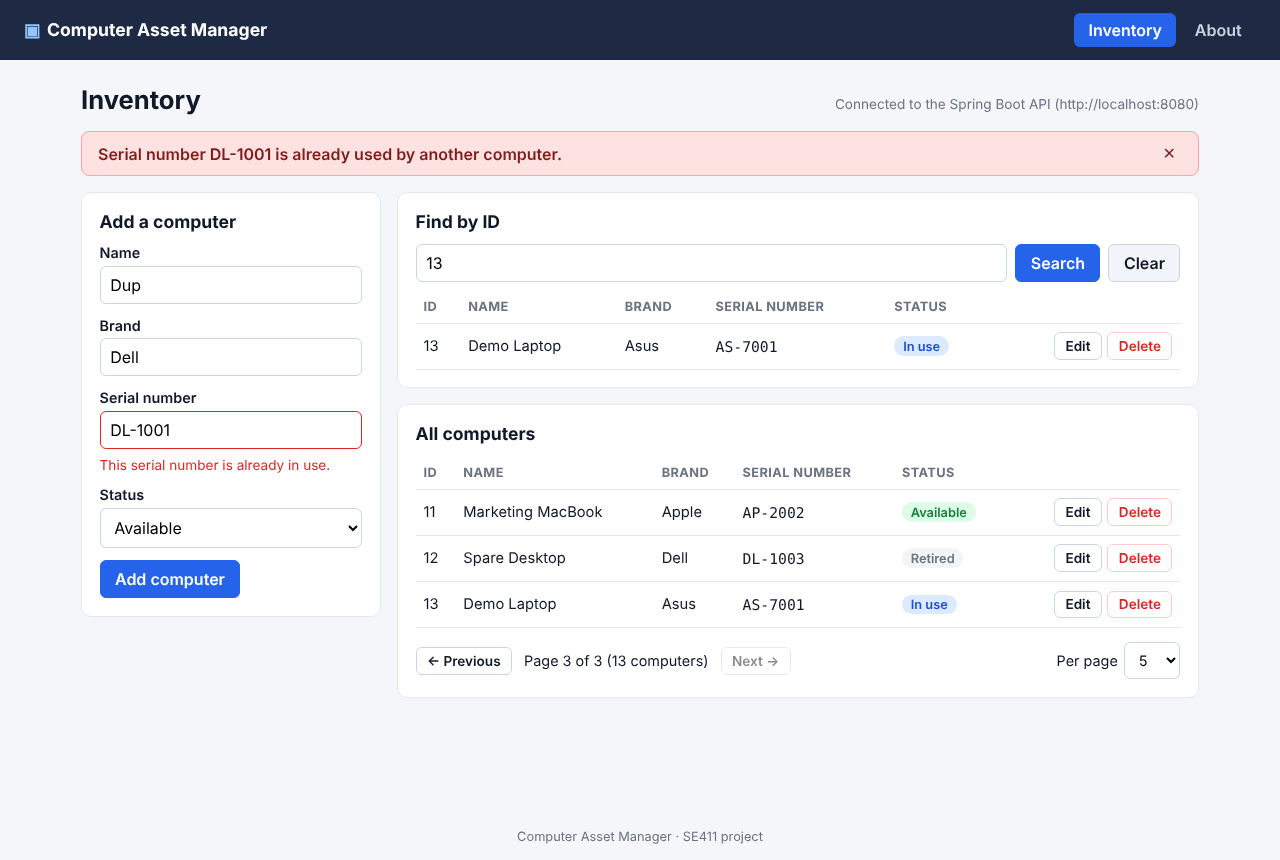 ▣ Computer Asset Manager
Inventory
About
Inventory
Connected to the Spring Boot API (http://localhost:8080)
Serial number DL-1001 is already used by another computer.
✕
Add a computer
Name
Dup
Brand
Dell
Serial number
DL-1001
This serial number is already in use.
Status
Available
Add computer
Find by ID
13
Search
Clear
ID NAME BRAND SERIAL NUMBER STATUS
13 Demo Laptop Asus AS-7001 In use Edit Delete
All computers
ID NAME BRAND SERIAL NUMBER STATUS
11 Marketing MacBook Apple AP-2002 Available Edit Delete
12 Spare Desktop Dell DL-1003 Retired Edit Delete
13 Demo Laptop Asus AS-7001 In use Edit Delete
← Previous Page 3 of 3 (13 computers) Next → Per page 5
Computer Asset Manager · SE411 project